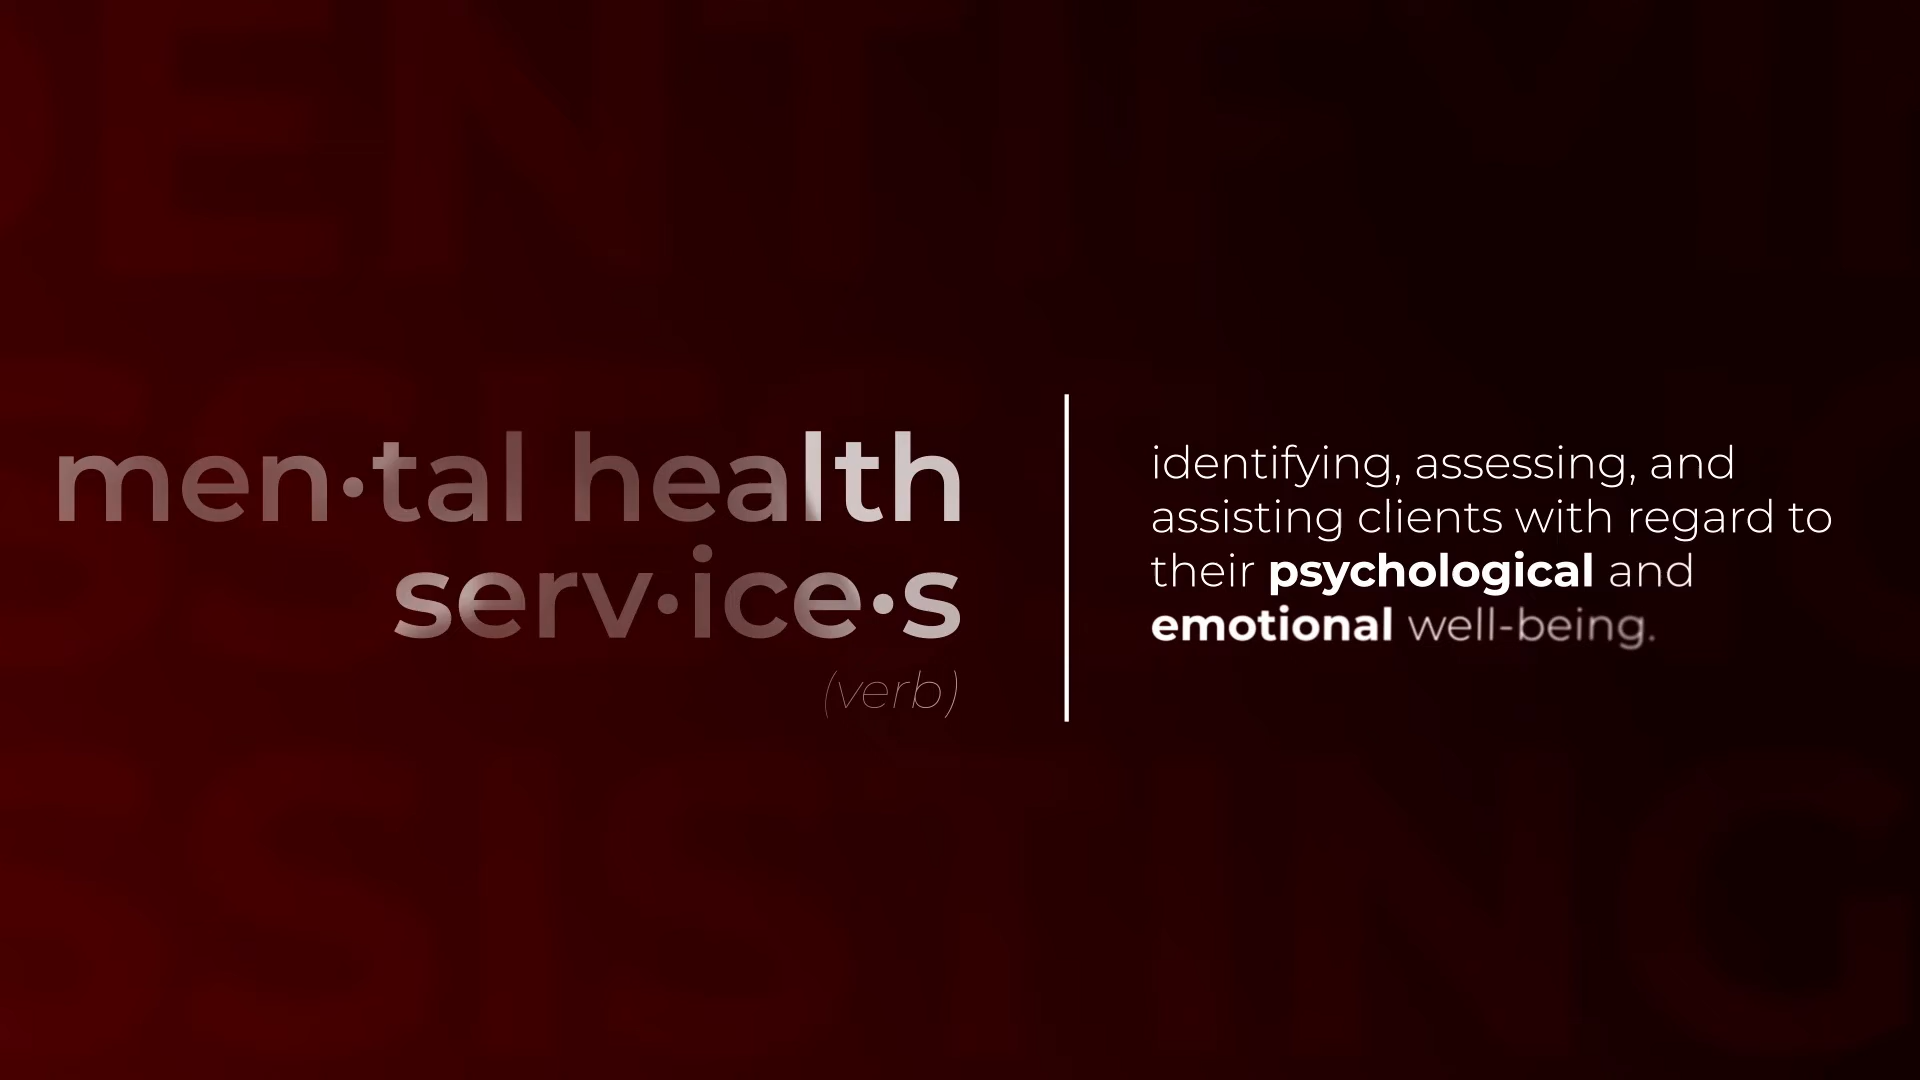 men·tal health
serv·ice·s
(verb)
identifying, assessing, and
assisting clients with regard to
their psychological and
emotional well-being.